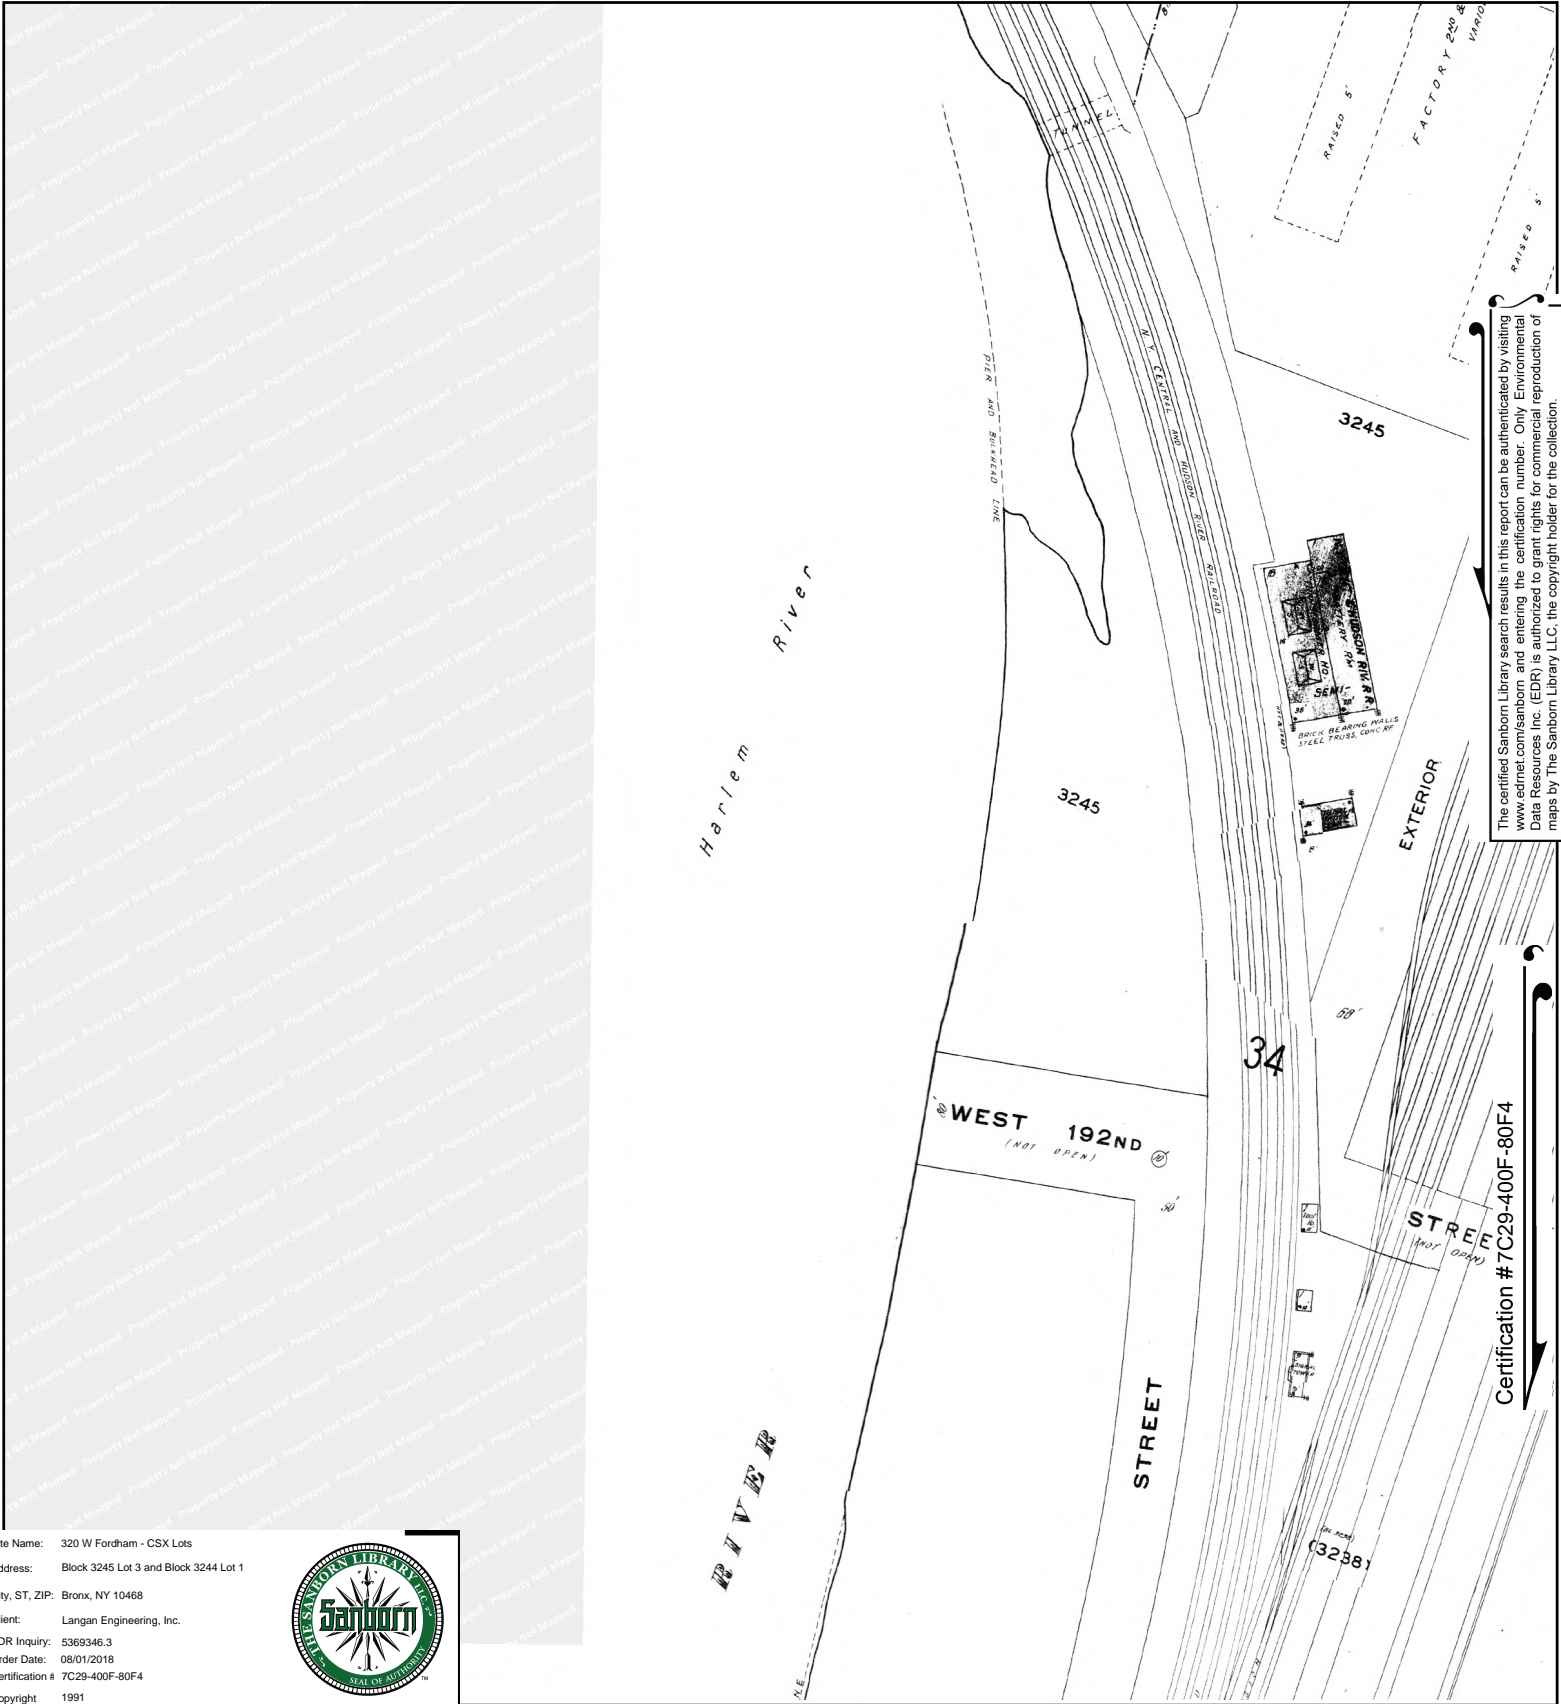 RAISED 5'
FACTORY 2ND &
RAISED 5'
TUNNEL
PIER AND BULKHEAD LINE
N.Y. CENTRAL AND HUDSON RIVER RAILROAD
3245
HUDSON RIV. R.R.
SEMI-
38'
BRICK BEARING WALLS
STEEL TRUSS, CONC RF
Harlem River
3245
EXTERIOR
68'
34
80'
WEST 192ND
(NOT OPEN)
10'
50'
STREE
(NOT OPEN)
SIGNAL
TOWER
STREET
RIVER
(3238)
The certified Sanborn Library search results in this report can be authenticated by visiting
www.edrnet.com/sanborn and entering the certification number. Only Environmental
Data Resources Inc. (EDR) is authorized to grant rights for commercial reproduction of
maps by The Sanborn Library LLC, the copyright holder for the collection.
Certification # 7C29-400F-80F4
te Name: 320 W Fordham - CSX Lots
ddress: Block 3245 Lot 3 and Block 3244 Lot 1
ty, ST, ZIP: Bronx, NY 10468
ient: Langan Engineering, Inc.
DR Inquiry: 5369346.3
rder Date: 08/01/2018
ertification # 7C29-400F-80F4
opyright 1991
THE SANBORN LIBRARY LLC
Sanborn
SEAL OF AUTHORITY
TM
Property Not Mapped